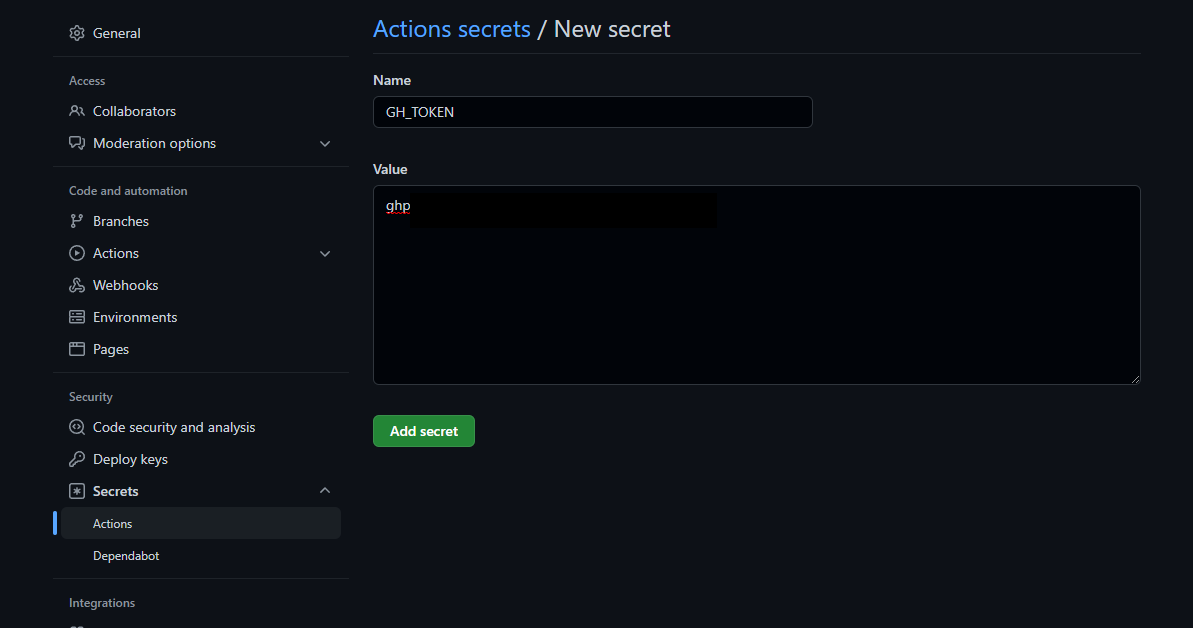 General
Access
Collaborators
Moderation options
Code and automation
Branches
Actions
Webhooks
Environments
Pages
Security
Code security and analysis
Deploy keys
Secrets
Actions
Dependabot
Integrations
Actions secrets / New secret
Name
GH_TOKEN
Value
ghp
Add secret